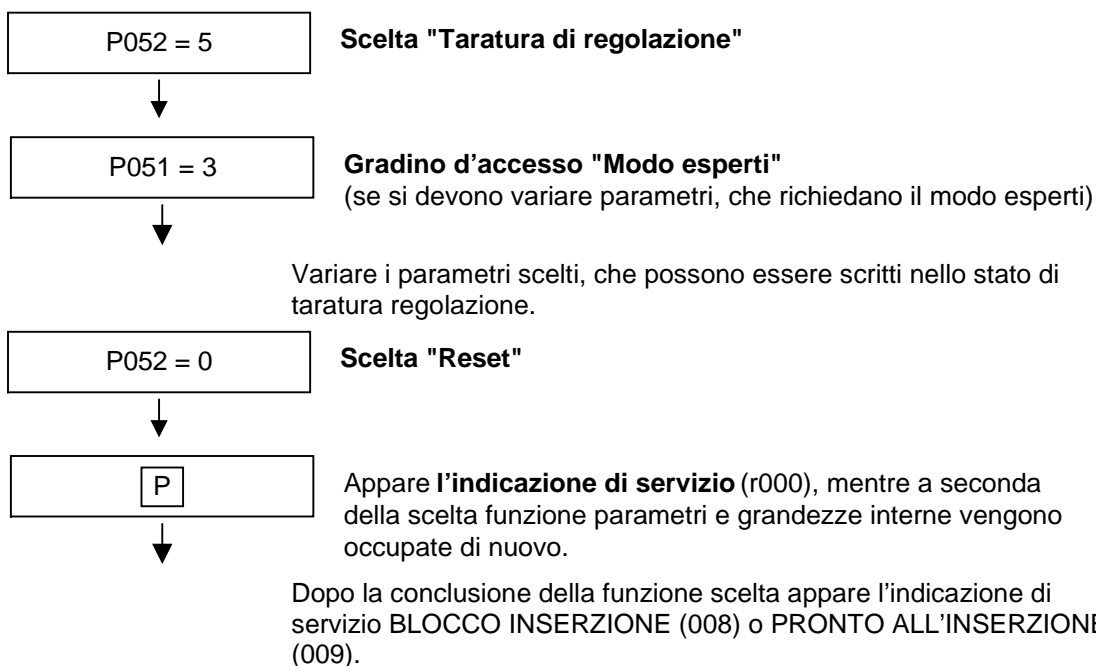 P052 = 5
Scelta "Taratura di regolazione"
P051 = 3
Gradino d'accesso "Modo esperti"
(se si devono variare parametri, che richiedano il modo esperti)
Variare i parametri scelti, che possono essere scritti nello stato di
taratura regolazione.
P052 = 0
Scelta "Reset"
P
Appare l'indicazione di servizio (r000), mentre a seconda
della scelta funzione parametri e grandezze interne vengono
occupate di nuovo.
Dopo la conclusione della funzione scelta appare l'indicazione di
servizio BLOCCO INSERZIONE (008) o PRONTO ALL'INSERZIONE
(009).